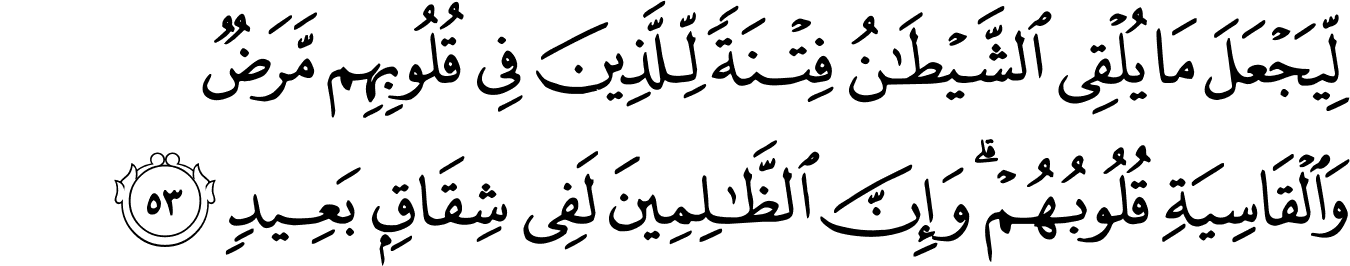 لِّيَجْعَلَ مَا يُلْقِى ٱلشَّيْطَـٰنُ فِتْنَةً لِّلَّذِينَ فِى قُلُوبِهِم مَّرَضٌ
وَٱلْقَاسِيَةِ قُلُوبُهُمْ ۗ وَإِنَّ ٱلظَّـٰلِمِينَ لَفِى شِقَاقٍۭ بَعِيدٍ ٥٣